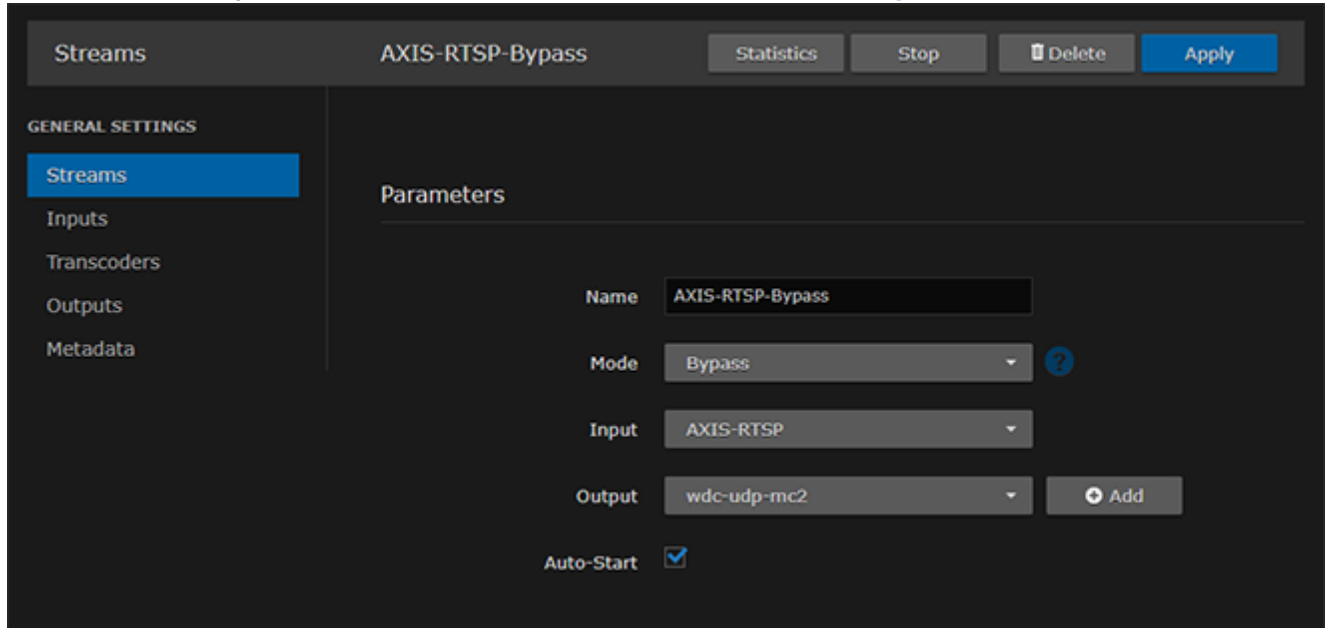 Streams AXIS-RTSP-Bypass Statistics Stop Delete Apply
GENERAL SETTINGS
Streams
Inputs
Transcoders
Outputs
Metadata
Parameters
Name AXIS-RTSP-Bypass
Mode Bypass ?
Input AXIS-RTSP
Output wdc-udp-mc2 Add
Auto-Start